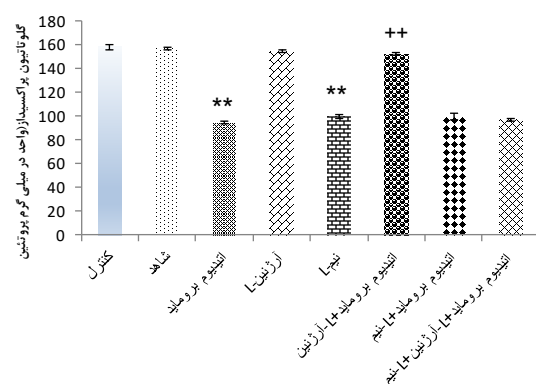 گلوتاتیون پراکسیداز(واحد در میلی گرم پروتئین
180
160
140
120
100
80
60
40
20
0
**
**
++
کنترل
شاهد
اتیدیوم بروماید
L-آرژنین
L-نیم
اتیدیوم بروماید+L-آرژنین
اتیدیوم بروماید+L-نیم
اتیدیوم بروماید+L-آرژنین+L-نیم